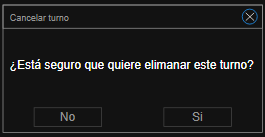 Cancelar turno
¿Está seguro que quiere elimanar este turno?
No
Si